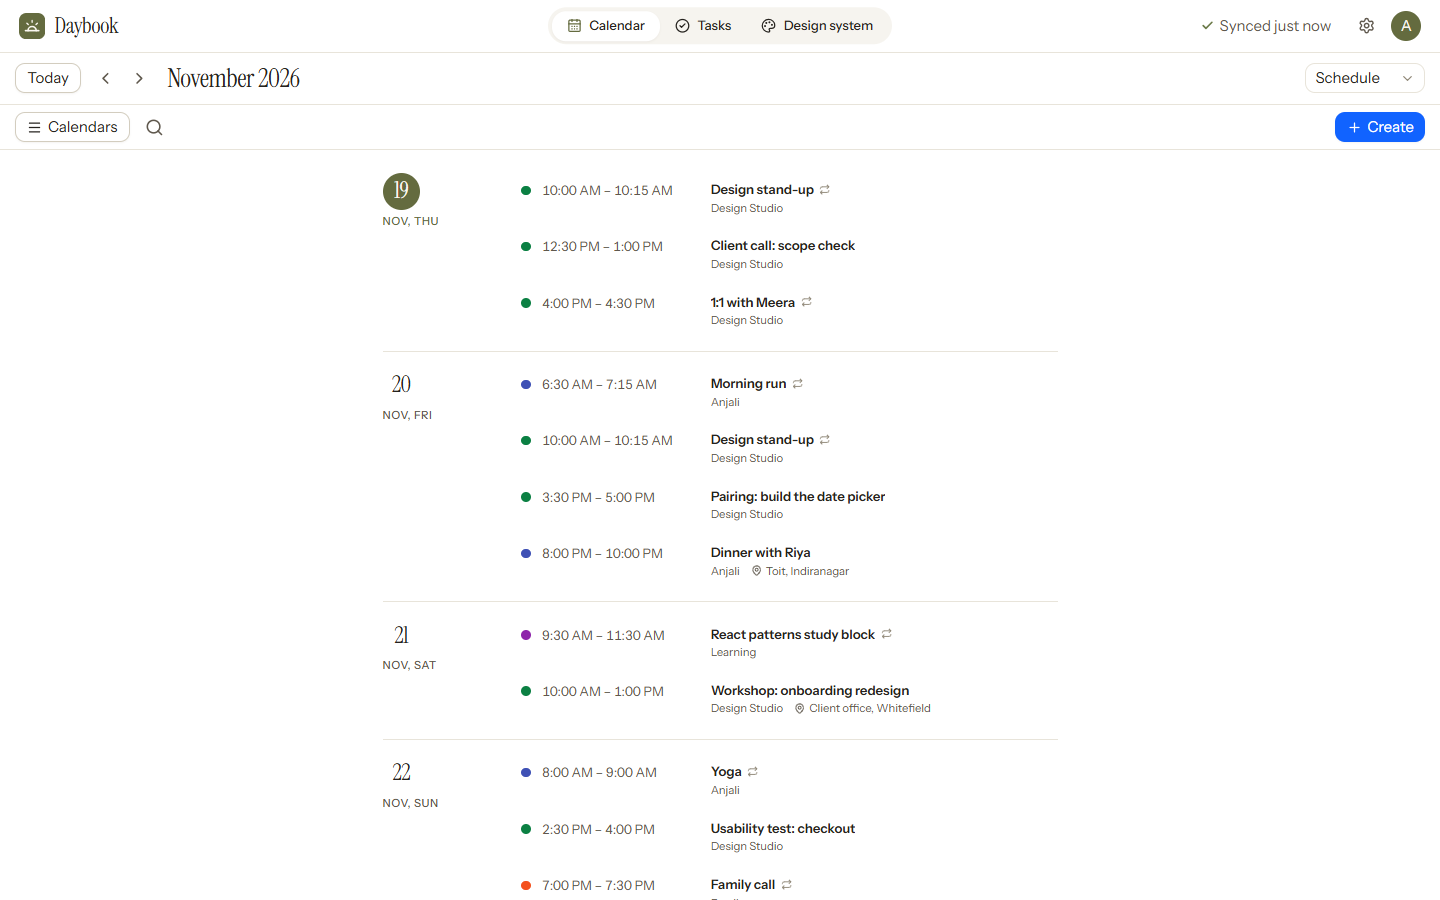 Daybook
Calendar Tasks Design system
Synced just now
A
Today
November 2026
Schedule
Calendars
Create
19
NOV, THU
10:00 AM – 10:15 AM
Design stand-up
Design Studio
12:30 PM – 1:00 PM
Client call: scope check
Design Studio
4:00 PM – 4:30 PM
1:1 with Meera
Design Studio
20
NOV, FRI
6:30 AM – 7:15 AM
Morning run
Anjali
10:00 AM – 10:15 AM
Design stand-up
Design Studio
3:30 PM – 5:00 PM
Pairing: build the date picker
Design Studio
8:00 PM – 10:00 PM
Dinner with Riya
Anjali Toit, Indiranagar
21
NOV, SAT
9:30 AM – 11:30 AM
React patterns study block
Learning
10:00 AM – 1:00 PM
Workshop: onboarding redesign
Design Studio Client office, Whitefield
22
NOV, SUN
8:00 AM – 9:00 AM
Yoga
Anjali
2:30 PM – 4:00 PM
Usability test: checkout
Design Studio
7:00 PM – 7:30 PM
Family call